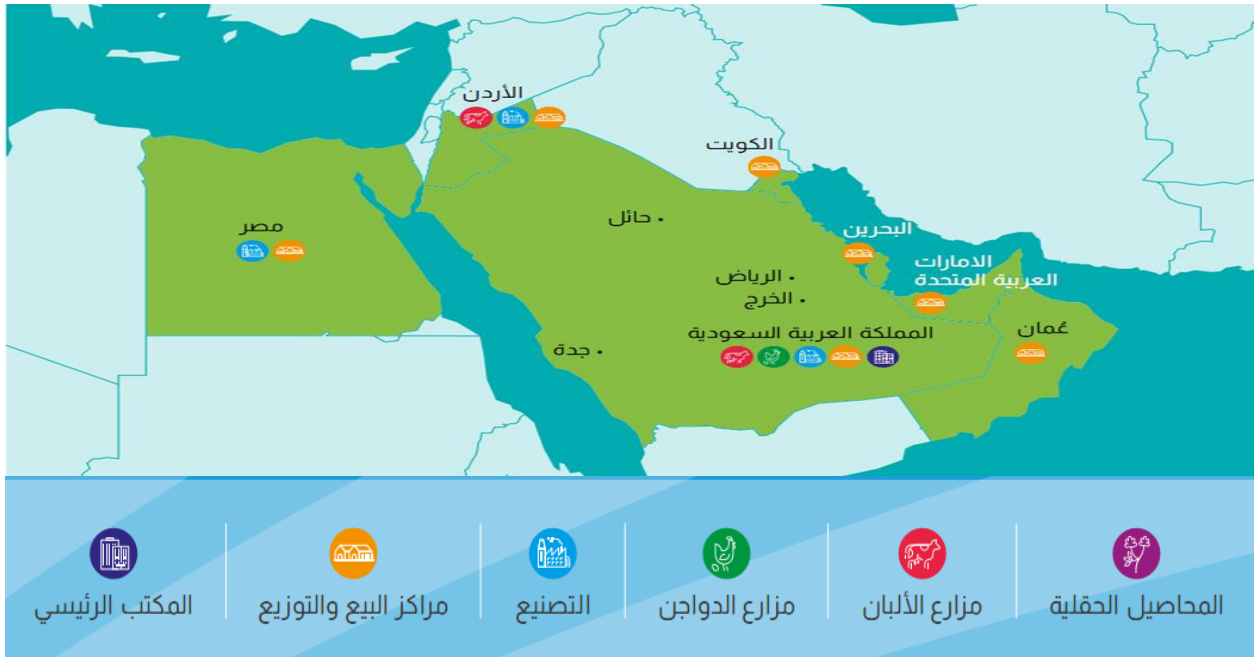 الأردن
الكويت
حائل
مصر
البحرين
الامارات
العربية المتحدة
الرياض
الخرج
عُمان
المملكة العربية السعودية
جدة
المحاصيل الحقلية
مزارع الألبان
مزارع الدواجن
التصنيع
مراكز البيع والتوزيع
المكتب الرئيسي